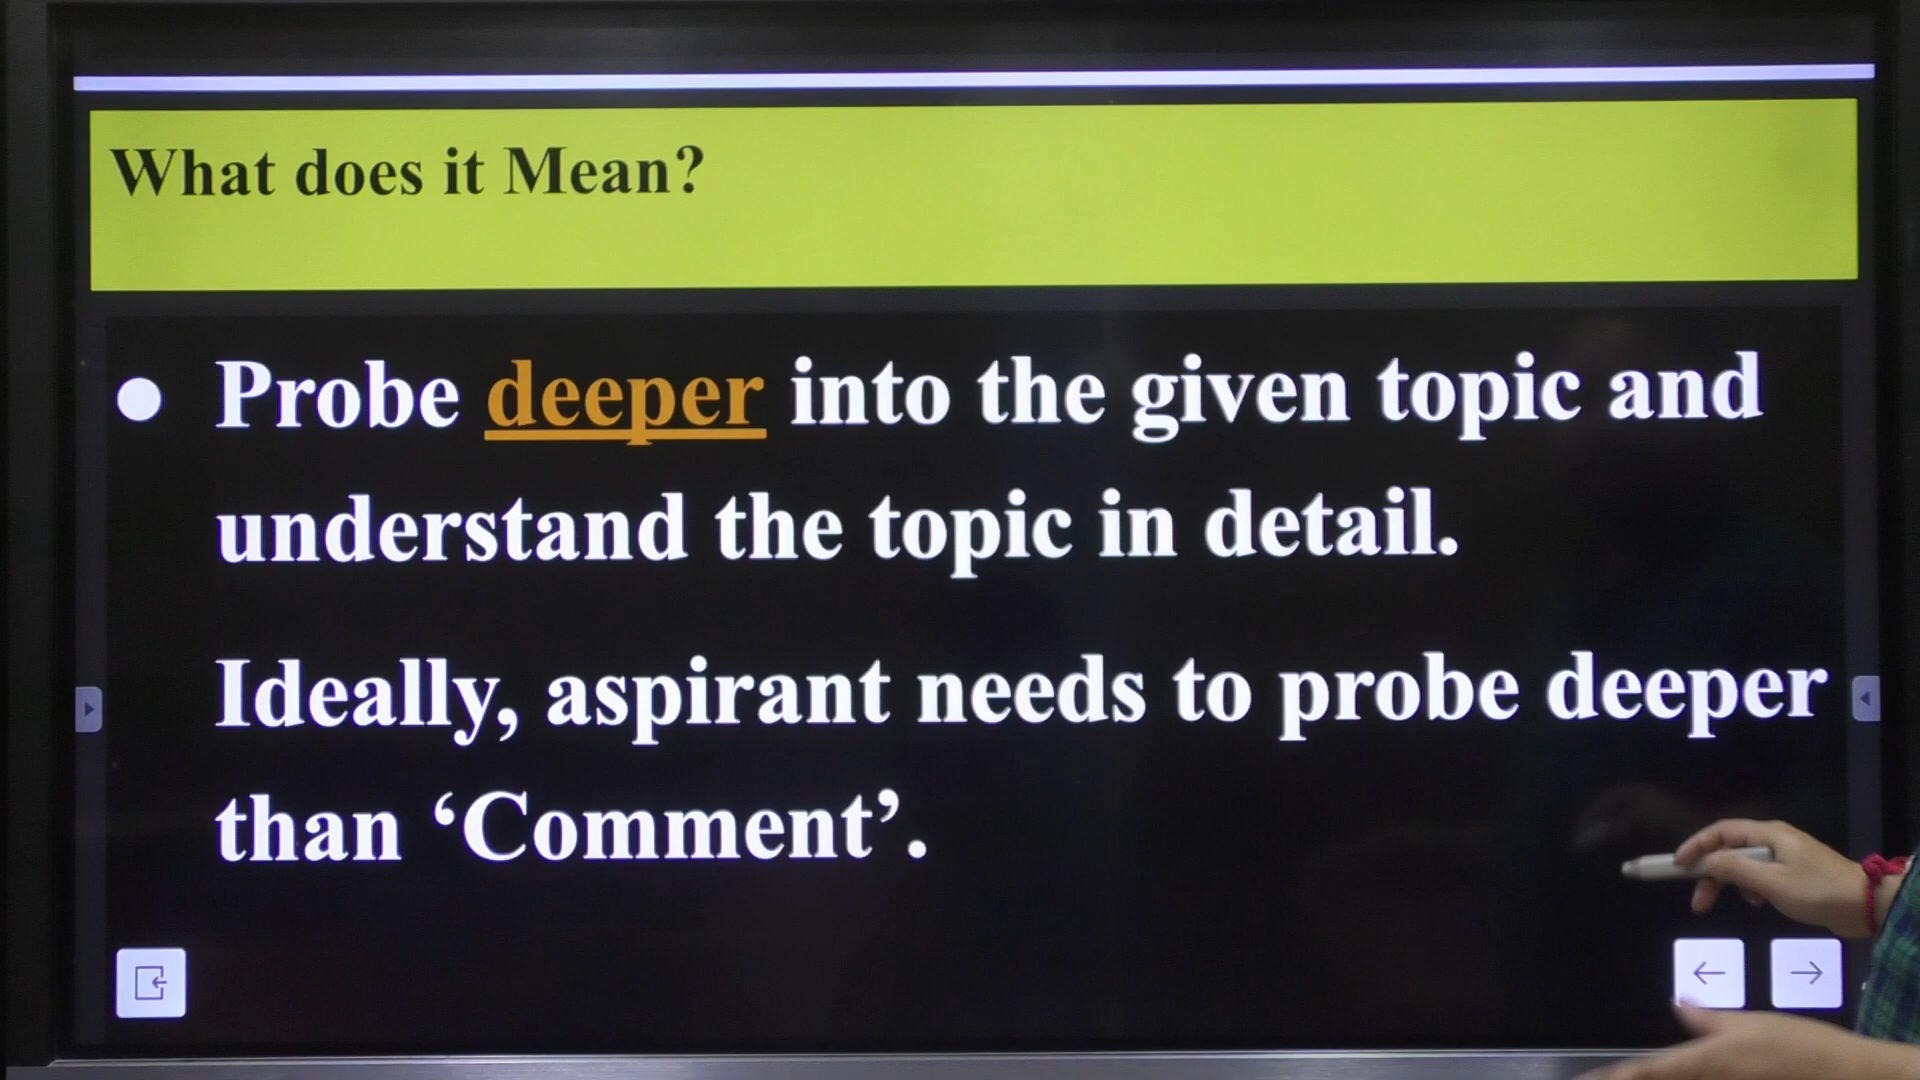 What does it Mean?
● Probe deeper into the given topic and
understand the topic in detail.
Ideally, aspirant needs to probe deeper
than ‘Comment’.